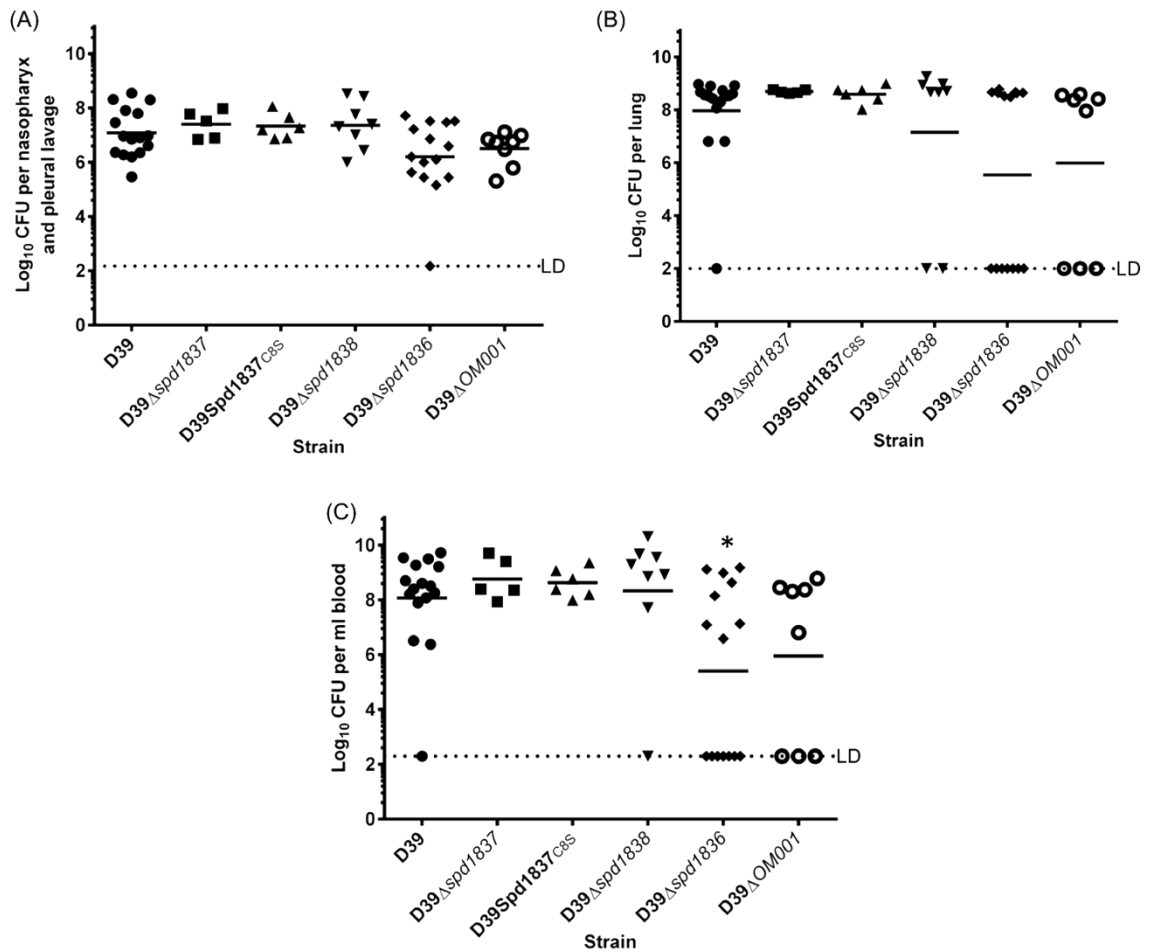 (A)
Log10 CFU per nasopharyx
and pleural lavage
10
8
6
4
2
0
LD
D39
D39Δspd1837
D39Spd1837C8S
D39Δspd1838
D39Δspd1836
D39ΔOM001
Strain
(B)
Log10 CFU per lung
10
8
6
4
2
0
LD
D39
D39Δspd1837
D39Spd1837C8S
D39Δspd1838
D39Δspd1836
D39ΔOM001
Strain
(C)
Log10 CFU per ml blood
10
8
6
4
2
0
*
LD
D39
D39Δspd1837
D39Spd1837C8S
D39Δspd1838
D39Δspd1836
D39ΔOM001
Strain